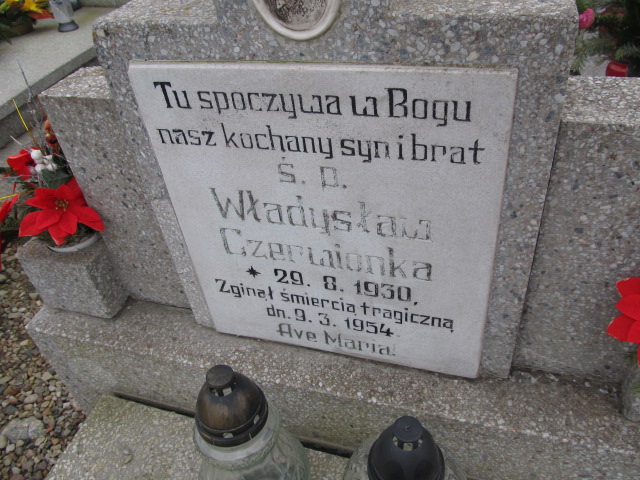 Tu spoczywa w Bogu
nasz kochany syn i brat
ś. p.
Władysław
Czerwionka
* 29. 8. 1930,
Zginął śmiercią tragiczną
dn. 9. 3. 1954.
Ave Maria!